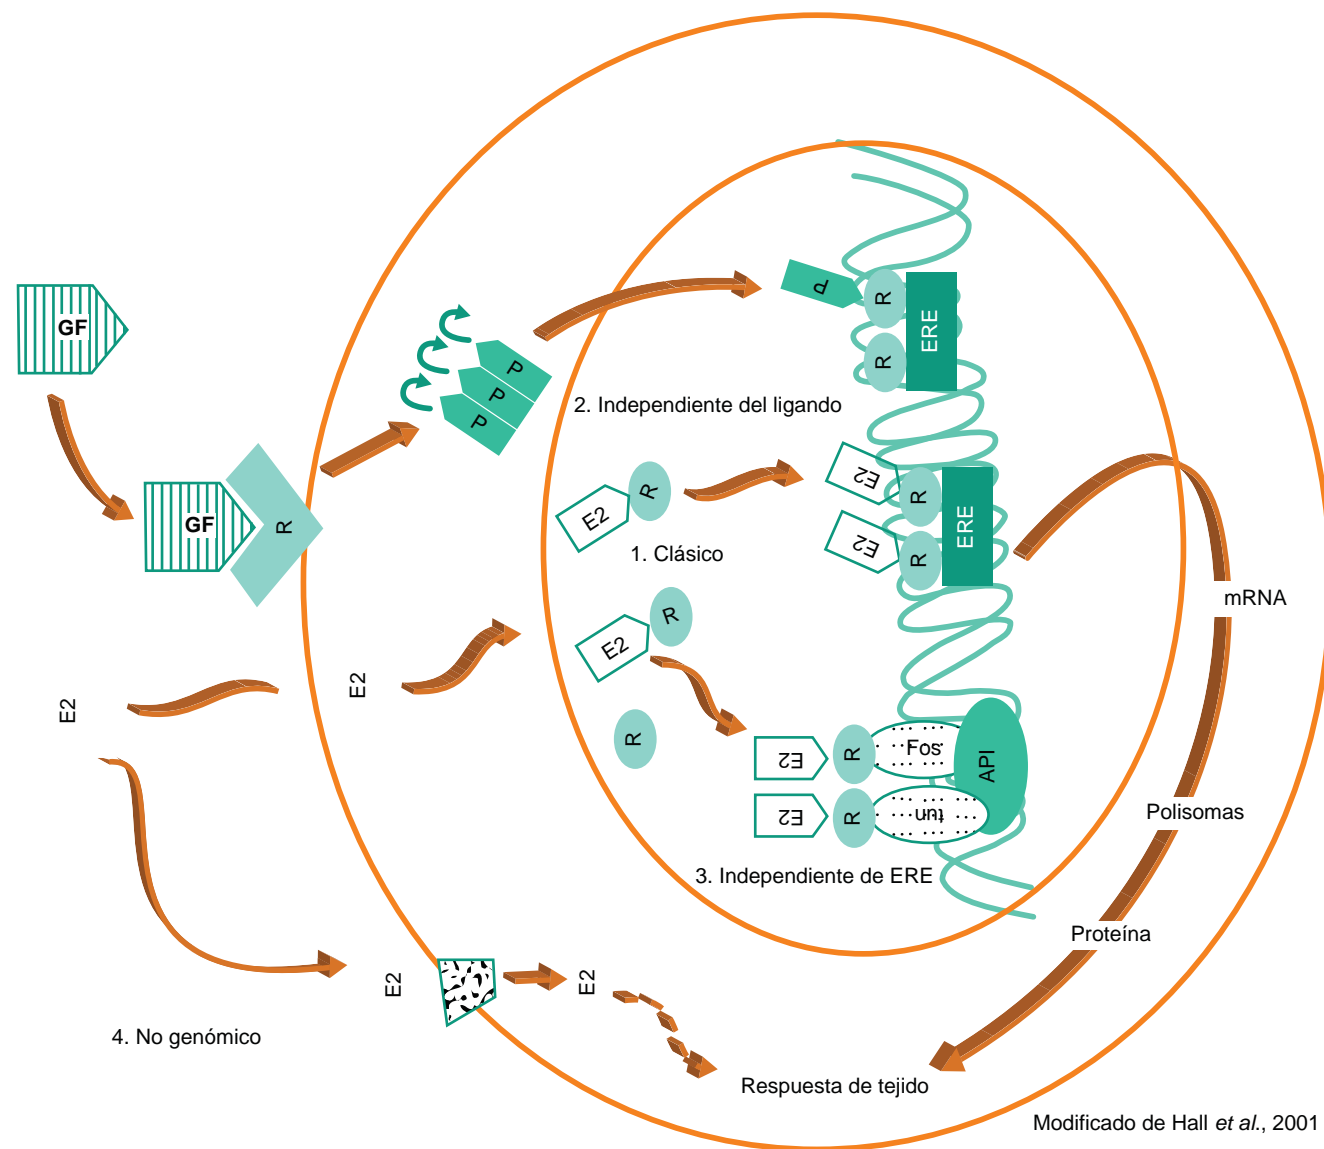 GF
GF
R
P
P
P
P
R
R
ERE
2. Independiente del ligando
E2
R
1. Clásico
E2
E2
R
R
ERE
mRNA
E2
R
R
E2
E2
E2
E2
R
R
Fos
tun
API
3. Independiente de ERE
Polisomas
Proteína
E2
E2
4. No genómico
Respuesta de tejido
Modificado de Hall et al., 2001